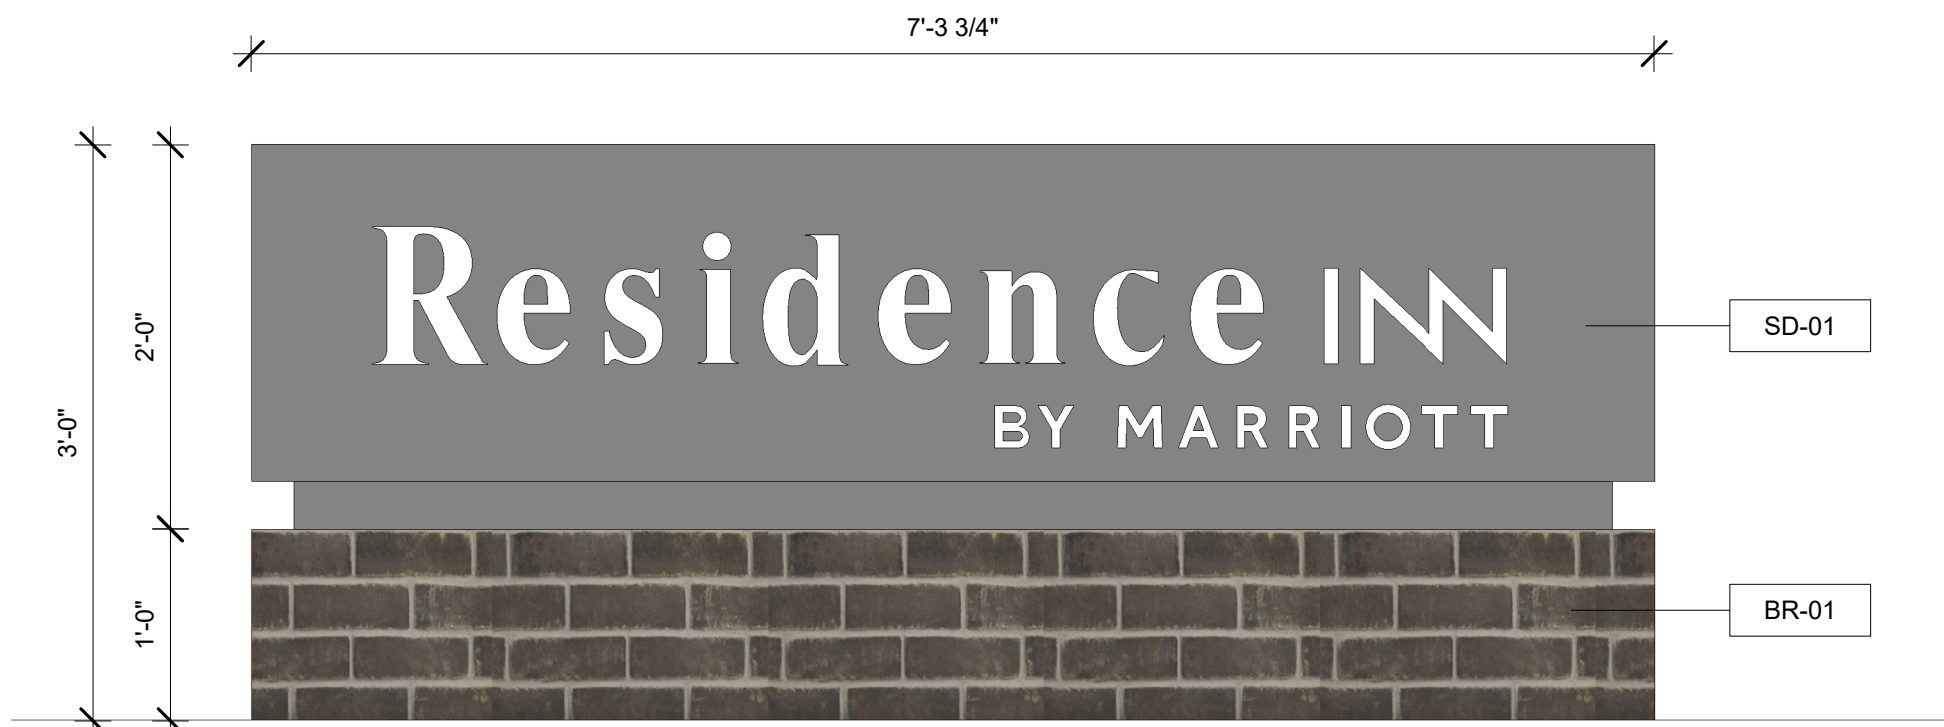 7'-3 3/4"
2'-0"
3'-0"
1'-0"
Residence INN
BY MARRIOTT
SD-01
BR-01